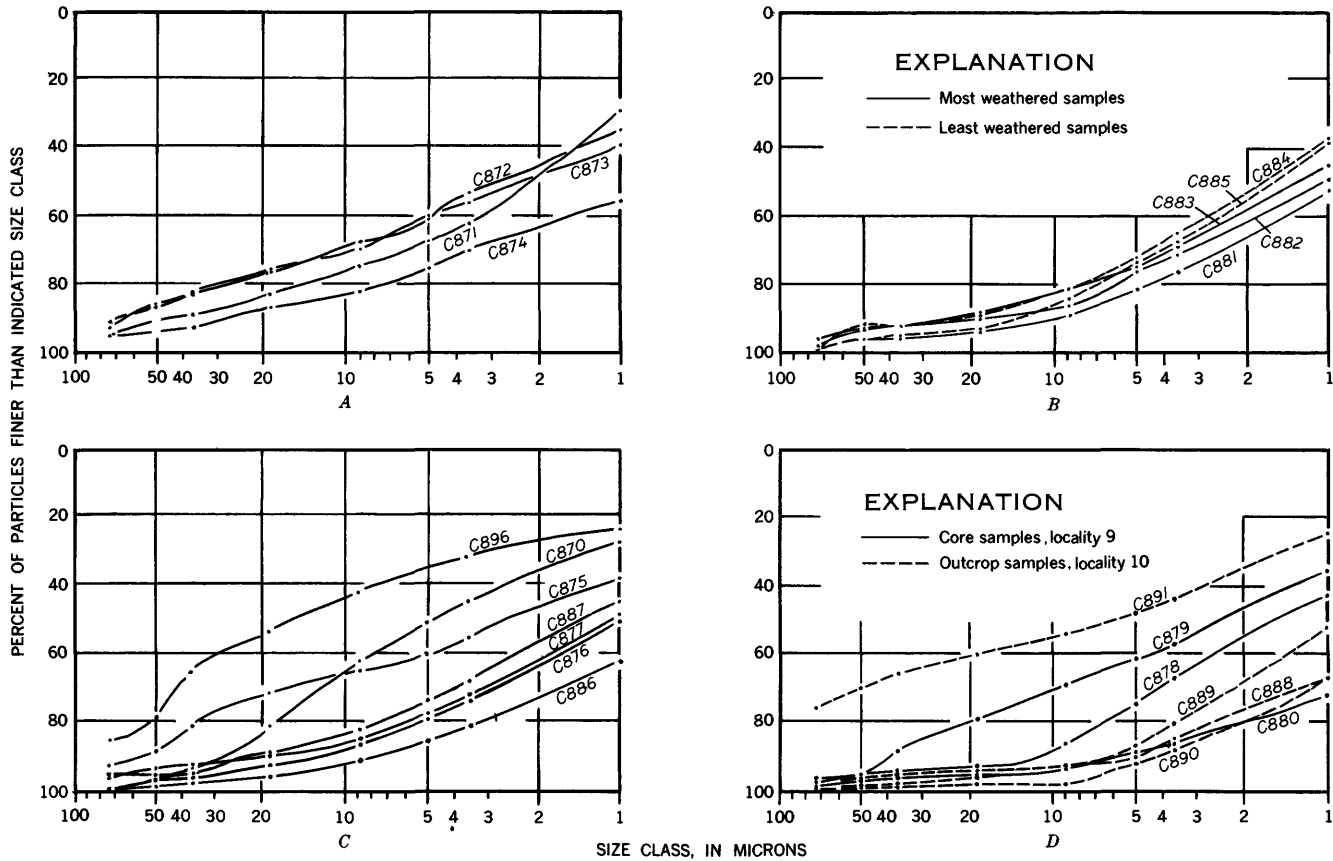 PERCENT OF PARTICLES FINER THAN INDICATED SIZE CLASS
0
20
40
60
80
100
C872
C873
C871
C874
100 50 40 30 20 10 5 4 3 2 1
A
0
20
40
60
80
100
EXPLANATION
Most weathered samples
Least weathered samples
C884
C885
C883
C882
C881
100 50 40 30 20 10 5 4 3 2 1
B
0
20
40
60
80
100
C896
C870
C875
C887
C877
C876
C886
100 50 40 30 20 10 5 4 3 2 1
C
0
20
40
60
80
100
EXPLANATION
Core samples, locality 9
Outcrop samples, locality 10
C891
C879
C878
C889
C888
C880
C890
100 50 40 30 20 10 5 4 3 2 1
D
SIZE CLASS, IN MICRONS